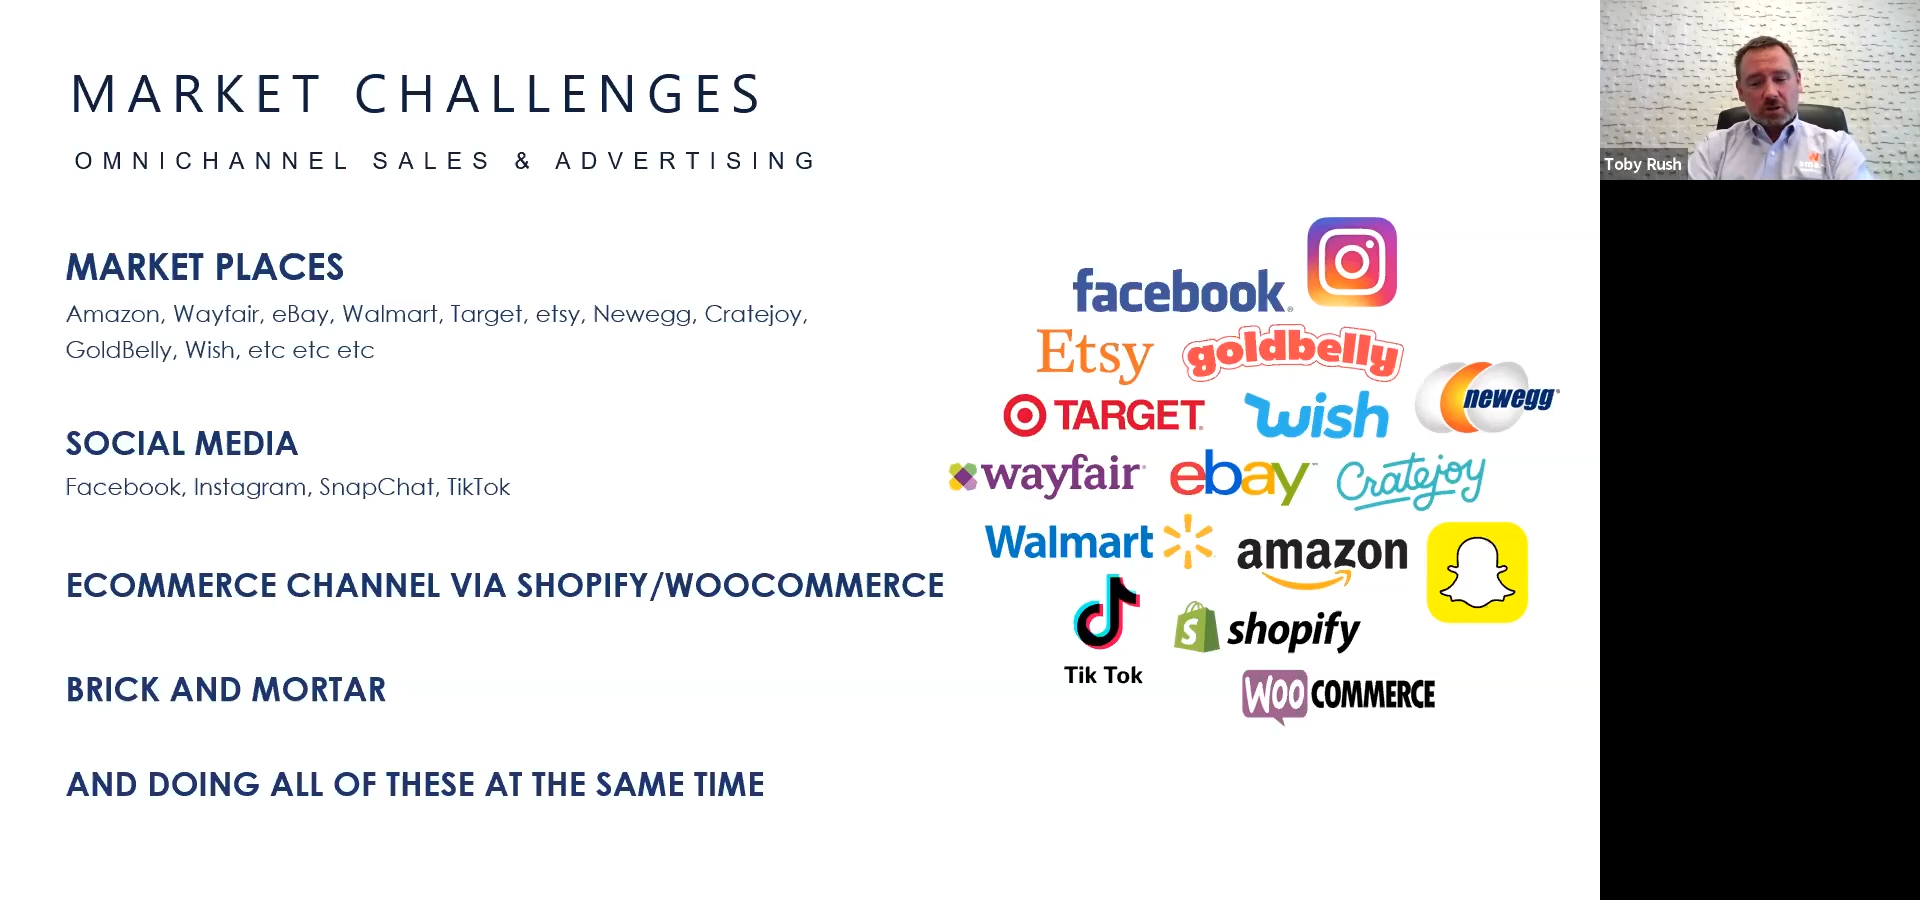 MARKET CHALLENGES
OMNICHANNEL SALES & ADVERTISING
MARKET PLACES
Amazon, Wayfair, eBay, Walmart, Target, etsy, Newegg, Cratejoy,
GoldBelly, Wish, etc etc etc
SOCIAL MEDIA
Facebook, Instagram, SnapChat, TikTok
ECOMMERCE CHANNEL VIA SHOPIFY/WOOCOMMERCE
BRICK AND MORTAR
AND DOING ALL OF THESE AT THE SAME TIME
facebook
Etsy goldbelly
newegg
TARGET wish
wayfair ebay Cratejoy
Walmart amazon
Tik Tok
S shopify
WOO COMMERCE
Toby Rush